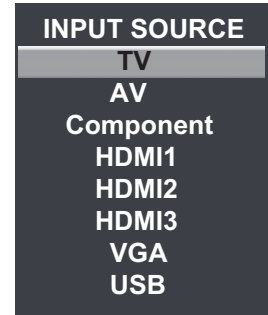 INPUT SOURCE
TV
AV
Component
HDMI1
HDMI2
HDMI3
VGA
USB